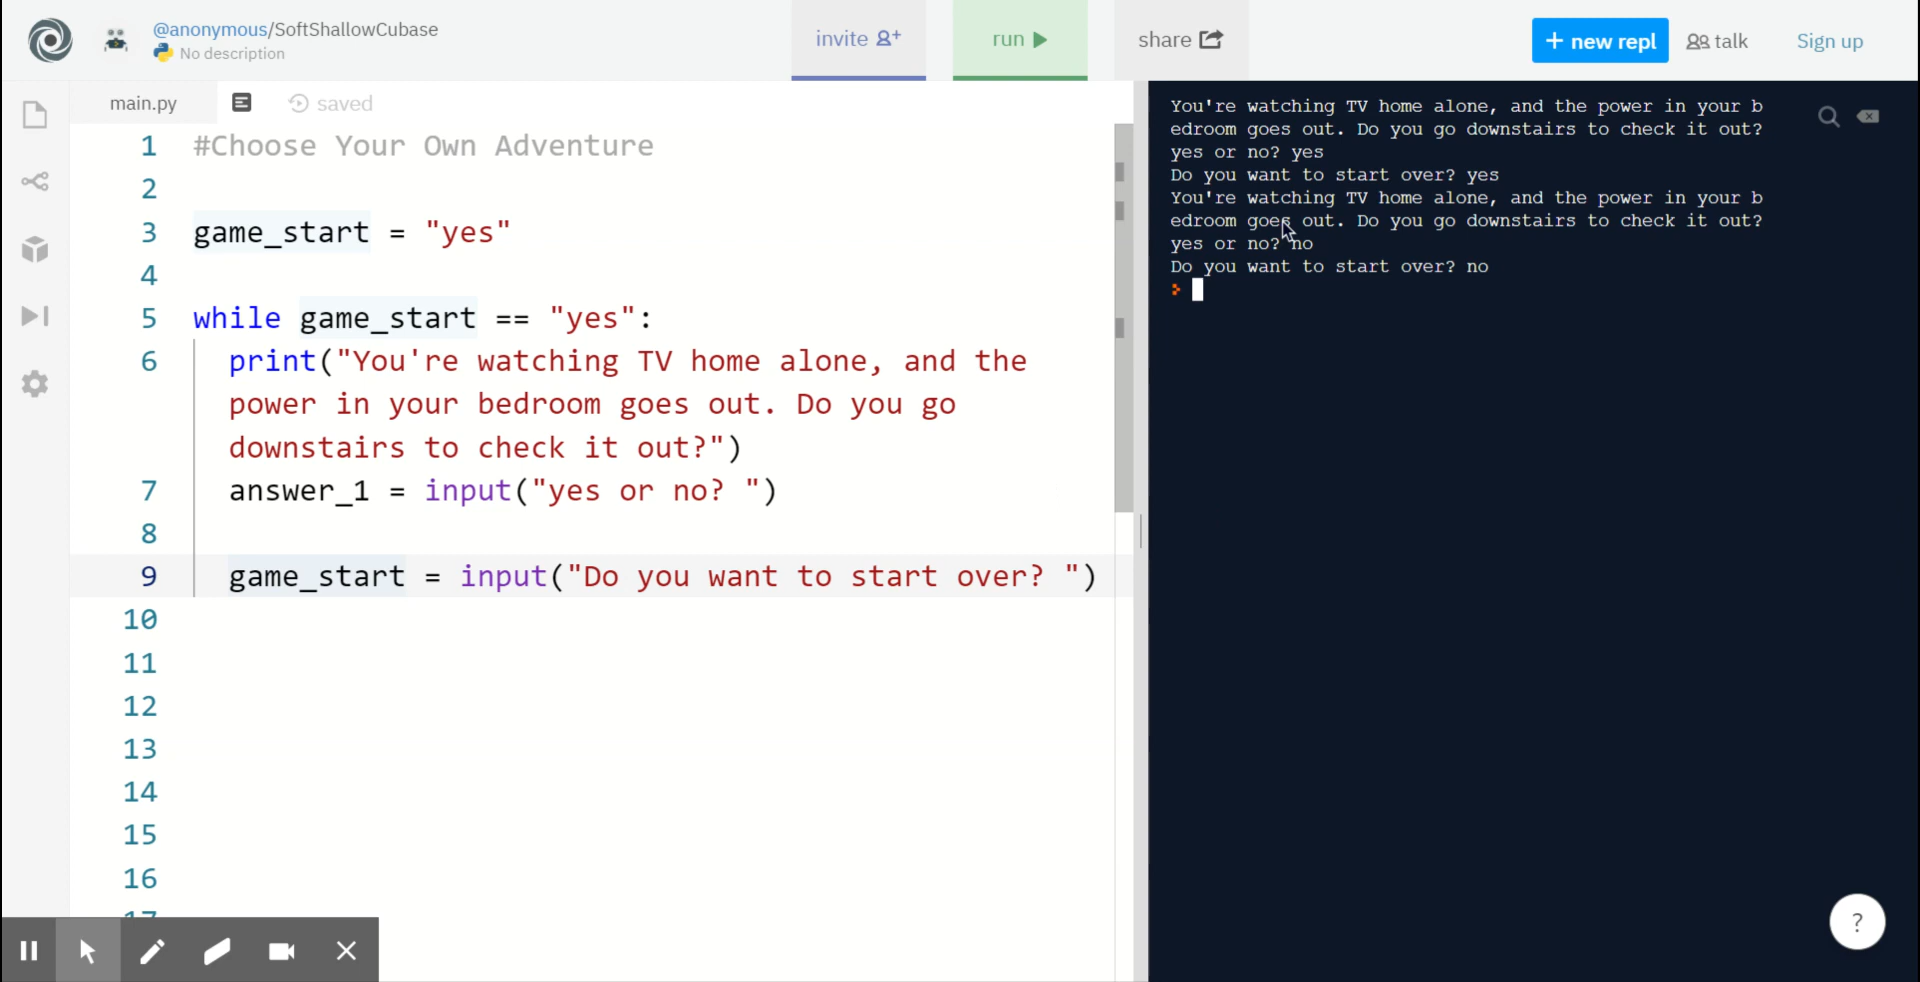 @anonymous/SoftShallowCubase
No description
invite
run
share
+ new repl
talk
Sign up
main.py
saved
1 #Choose Your Own Adventure
2
3 game_start = "yes"
4
5 while game_start == "yes":
6 print("You're watching TV home alone, and the
power in your bedroom goes out. Do you go
downstairs to check it out?")
7 answer_1 = input("yes or no? ")
8
9 game_start = input("Do you want to start over? ")
10
11
12
13
14
15
16
17
You're watching TV home alone, and the power in your b
edroom goes out. Do you go downstairs to check it out?
yes or no? yes
Do you want to start over? yes
You're watching TV home alone, and the power in your b
edroom goes out. Do you go downstairs to check it out?
yes or no? no
Do you want to start over? no
>
?